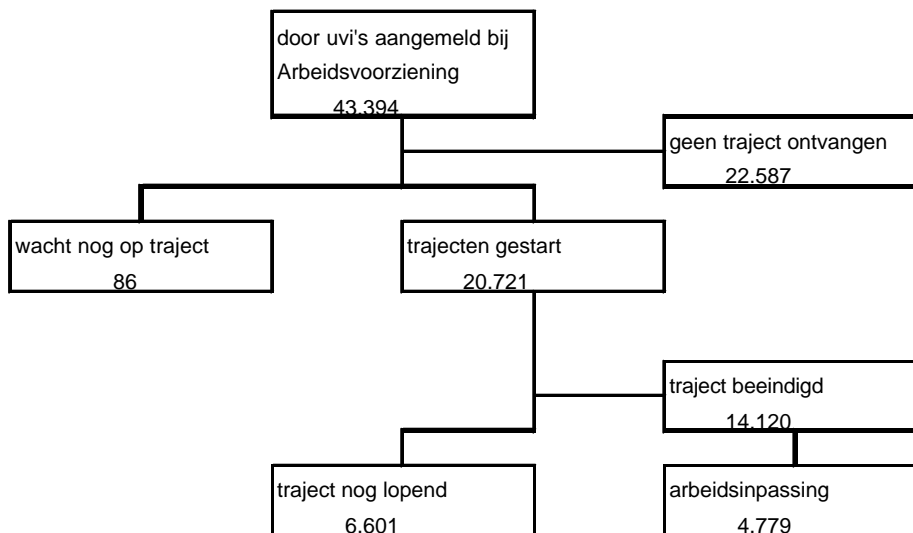 door uvi's aangemeld bij
Arbeidsvoorziening
43.394
geen traject ontvangen
22.587
wacht nog op traject
86
trajecten gestart
20.721
traject beeindigd
14.120
traject nog lopend
6.601
arbeidsinpassing
4.779